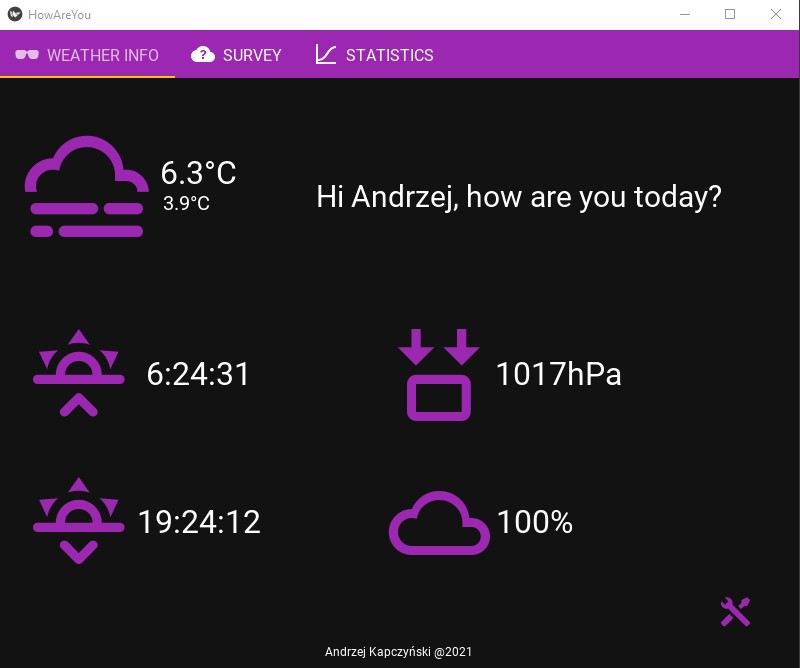 HowAreYou
WEATHER INFO
SURVEY
STATISTICS
6.3°C
3.9°C
Hi Andrzej, how are you today?
6:24:31
1017hPa
19:24:12
100%
Andrzej Kapczyński @2021